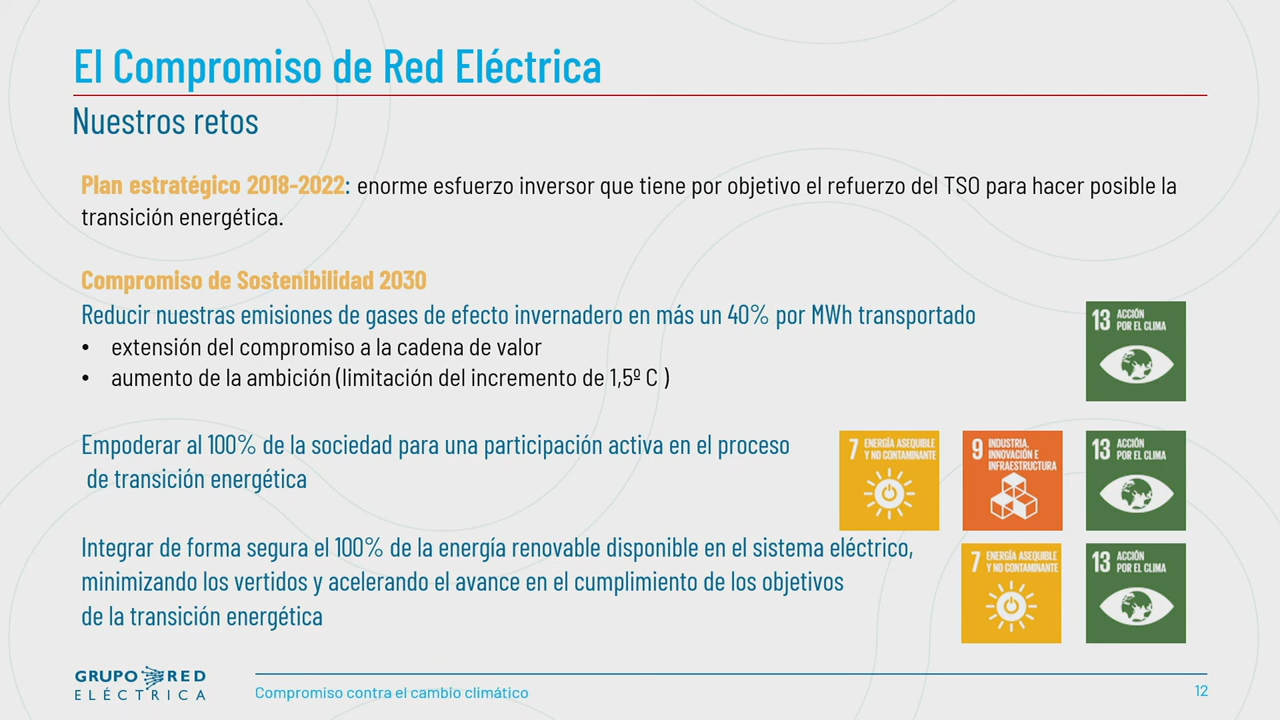 El Compromiso de Red Eléctrica
Nuestros retos
Plan estratégico 2018-2022: enorme esfuerzo inversor que tiene por objetivo el refuerzo del TSO para hacer posible la
transición energética.
Compromiso de Sostenibilidad 2030
Reducir nuestras emisiones de gases de efecto invernadero en más un 40% por MWh transportado
• extensión del compromiso a la cadena de valor
• aumento de la ambición (limitación del incremento de 1,5º C )
13 ACCIÓN
POR EL CLIMA
Empoderar al 100% de la sociedad para una participación activa en el proceso
de transición energética
7 ENERGÍA ASEQUIBLE
Y NO CONTAMINANTE
9 INDUSTRIA,
INNOVACIÓN E
INFRAESTRUCTURA
13 ACCIÓN
POR EL CLIMA
Integrar de forma segura el 100% de la energía renovable disponible en el sistema eléctrico,
minimizando los vertidos y acelerando el avance en el cumplimiento de los objetivos
de la transición energética
7 ENERGÍA ASEQUIBLE
Y NO CONTAMINANTE
13 ACCIÓN
POR EL CLIMA
GRUPO RED
ELÉCTRICA
Compromiso contra el cambio climático
12